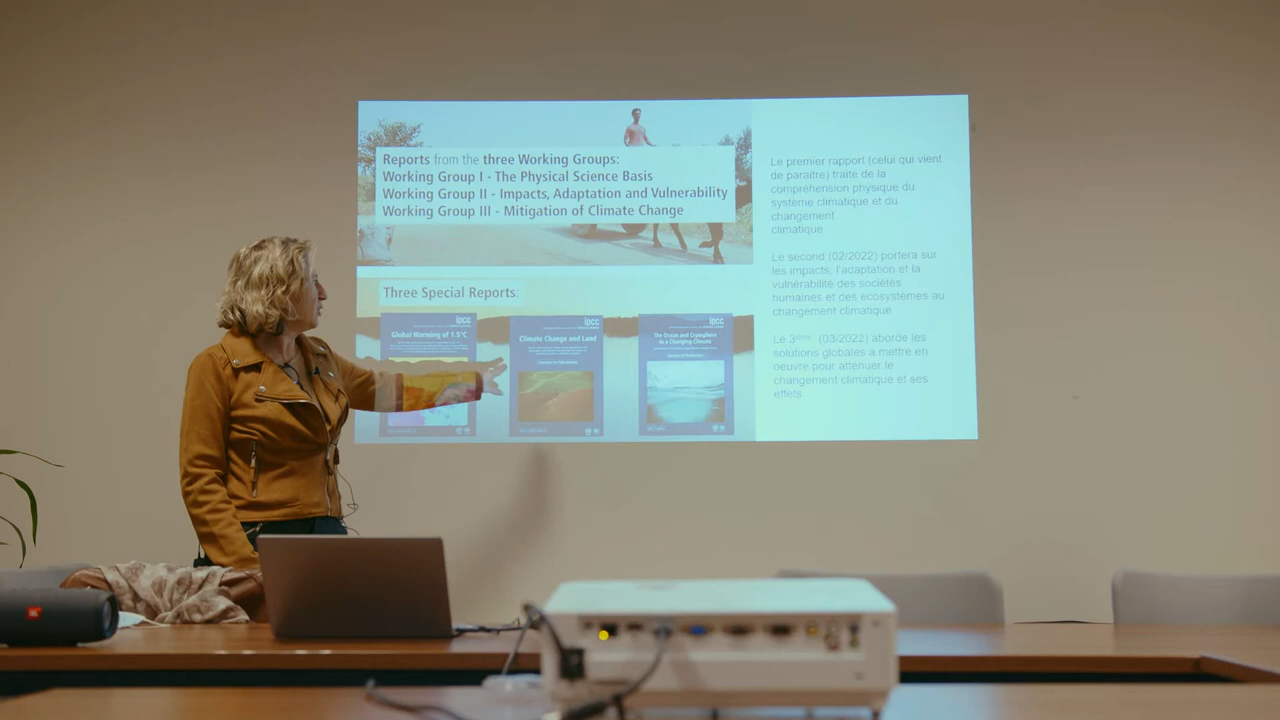 Reports from the three Working Groups:
Working Group I - The Physical Science Basis
Working Group II - Impacts, Adaptation and Vulnerability
Working Group III - Mitigation of Climate Change
Three Special Reports:
ipcc
Global Warming of 1.5°C
ipcc
Climate Change and Land
ipcc
The Ocean and Cryosphere
in a Changing Climate
Le premier rapport (celui qui vient
de paraitre) traite de la
compréhension physique du
système climatique et du
changement
climatique
Le second (02/2022) portera sur
les impacts, l'adaptation et la
vulnérabilité des sociétés
humaines et des écosystèmes au
changement climatique
Le 3ème (03/2022) aborde les
solutions globales à mettre en
oeuvre pour atténuer le
changement climatique et ses
effets
JBL